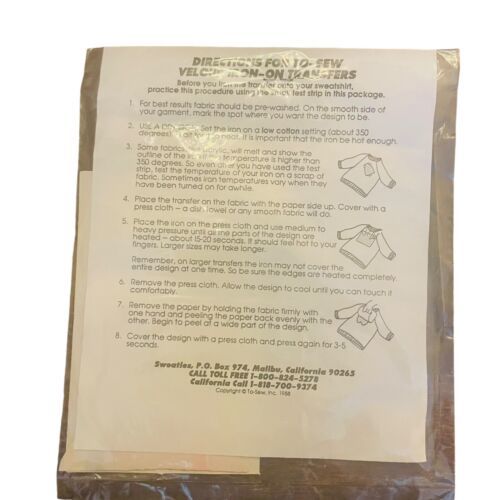 DIRECTIONS FOR TO-SEW
VELOUR IRON-ON TRANSFERS
Before you iron the transfer onto your sweatshirt,
practice this procedure using the small test strip in this package.
1. For best results fabric should be pre-washed. On the smooth side of
your garment, mark the spot where you want the design to be.
2. USE A DRY IRON. Set the iron on a low cotton setting (about 350
degrees). heat. It is important that the iron be hot enough.
3. Some fabrics, like acrylic, will melt and show the
outline of the iron if the temperature is higher than
350 degrees. So even after you have used the test
strip, test the temperature of your iron on a scrap of
fabric. Sometimes iron temperatures vary when they
have been turned on for awhile.
4. Place the transfer on the fabric with the paper side up. Cover with a
press cloth – a dish towel or any smooth fabric will do.
5. Place the iron on the press cloth and use medium to
heavy pressure until all the parts of the design are
heated – about 15-20 seconds. It should feel hot to your
fingers. Larger sizes may take longer.
Remember, on larger transfers the iron may not cover the
entire design at one time. So be sure the edges are heated completely.
6. Remove the press cloth. Allow the design to cool until you can touch it
comfortably.
7. Remove the paper by holding the fabric firmly with
one hand and peeling the paper back evenly with the
other. Begin to peel at a wide part of the design.
8. Cover the design with a press cloth and press again for 3-5
seconds.
Sweaties, P.O. Box 974, Malibu, California 90265
CALL TOLL FREE 1-800-824-5278
California Call 1-818-700-9374
Copyright © To-Sew, Inc. 1988